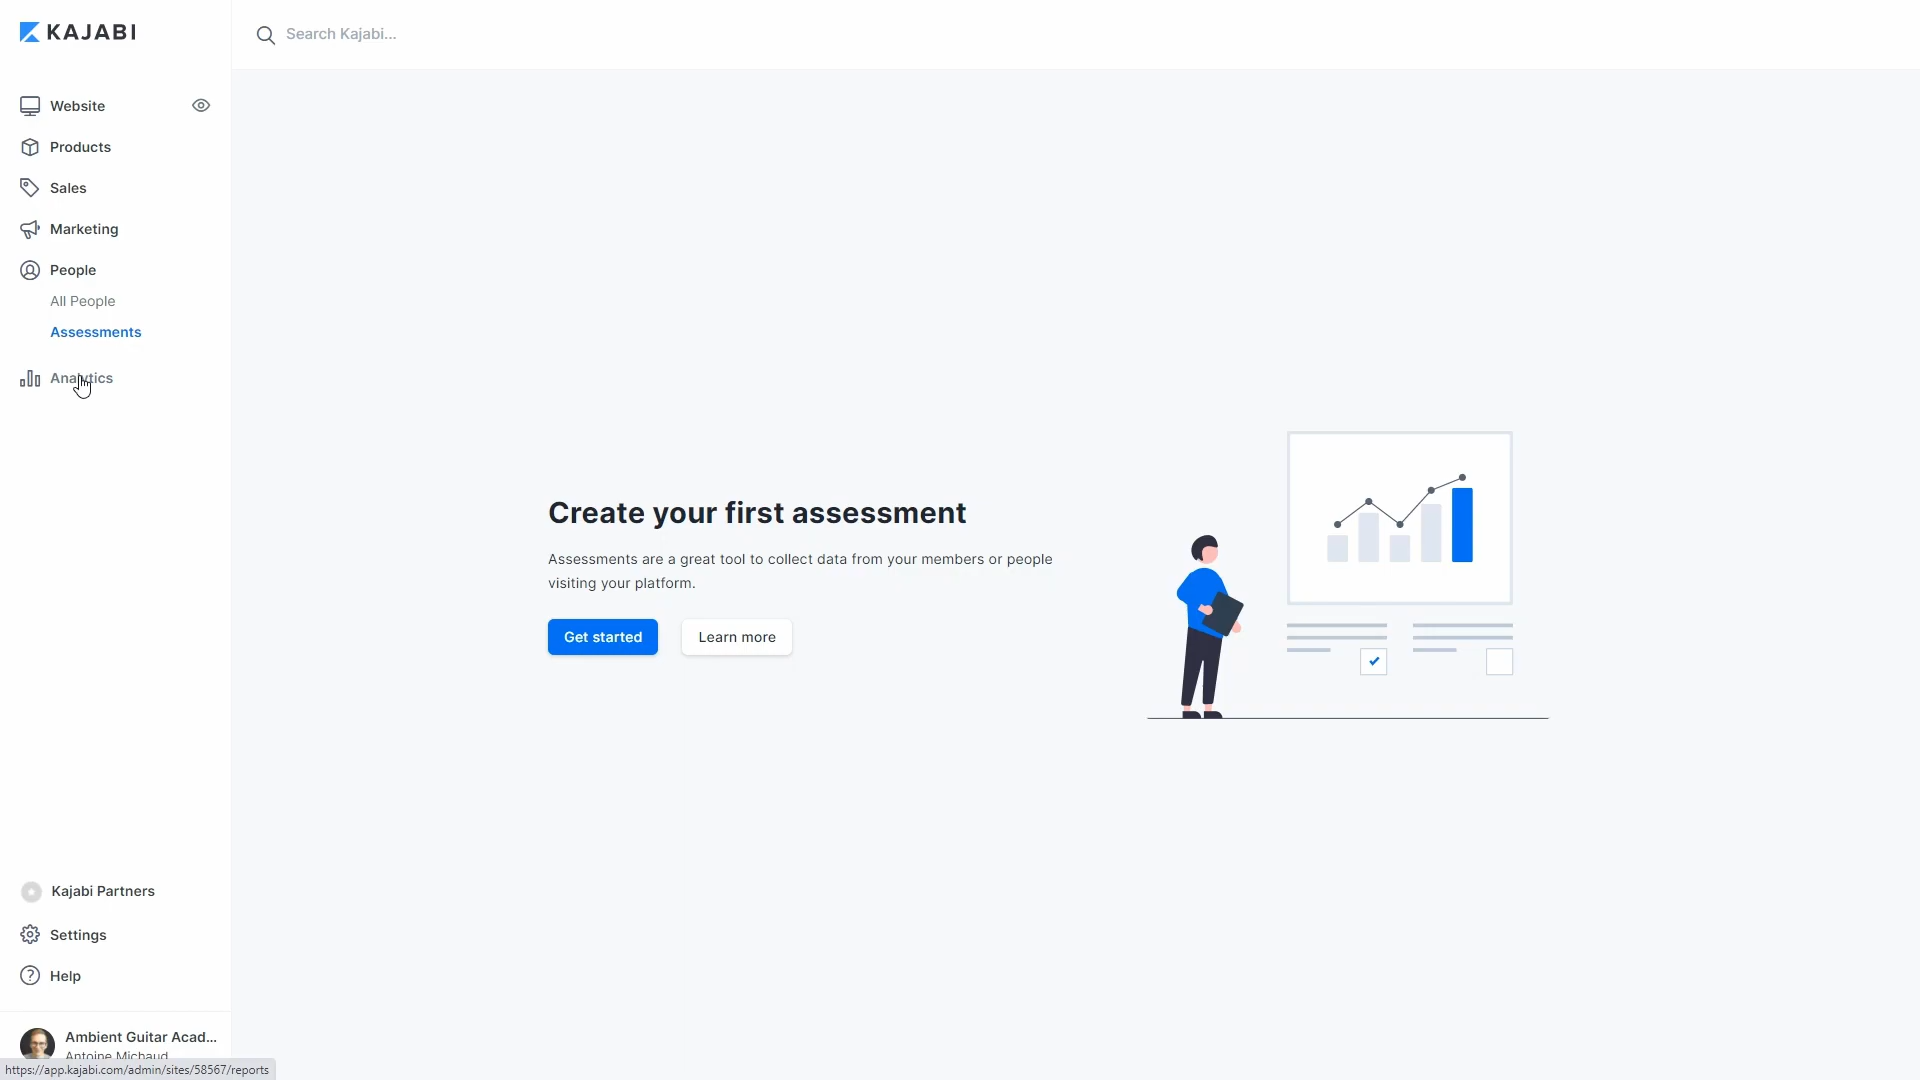 KAJABI
Search Kajabi...
Website
Products
Sales
Marketing
People
All People
Assessments
Analytics
Create your first assessment
Assessments are a great tool to collect data from your members or people
visiting your platform.
Get started
Learn more
Kajabi Partners
Settings
Help
Ambient Guitar Acad...
Antoine Michaud
https://app.kajabi.com/admin/sites/58567/reports